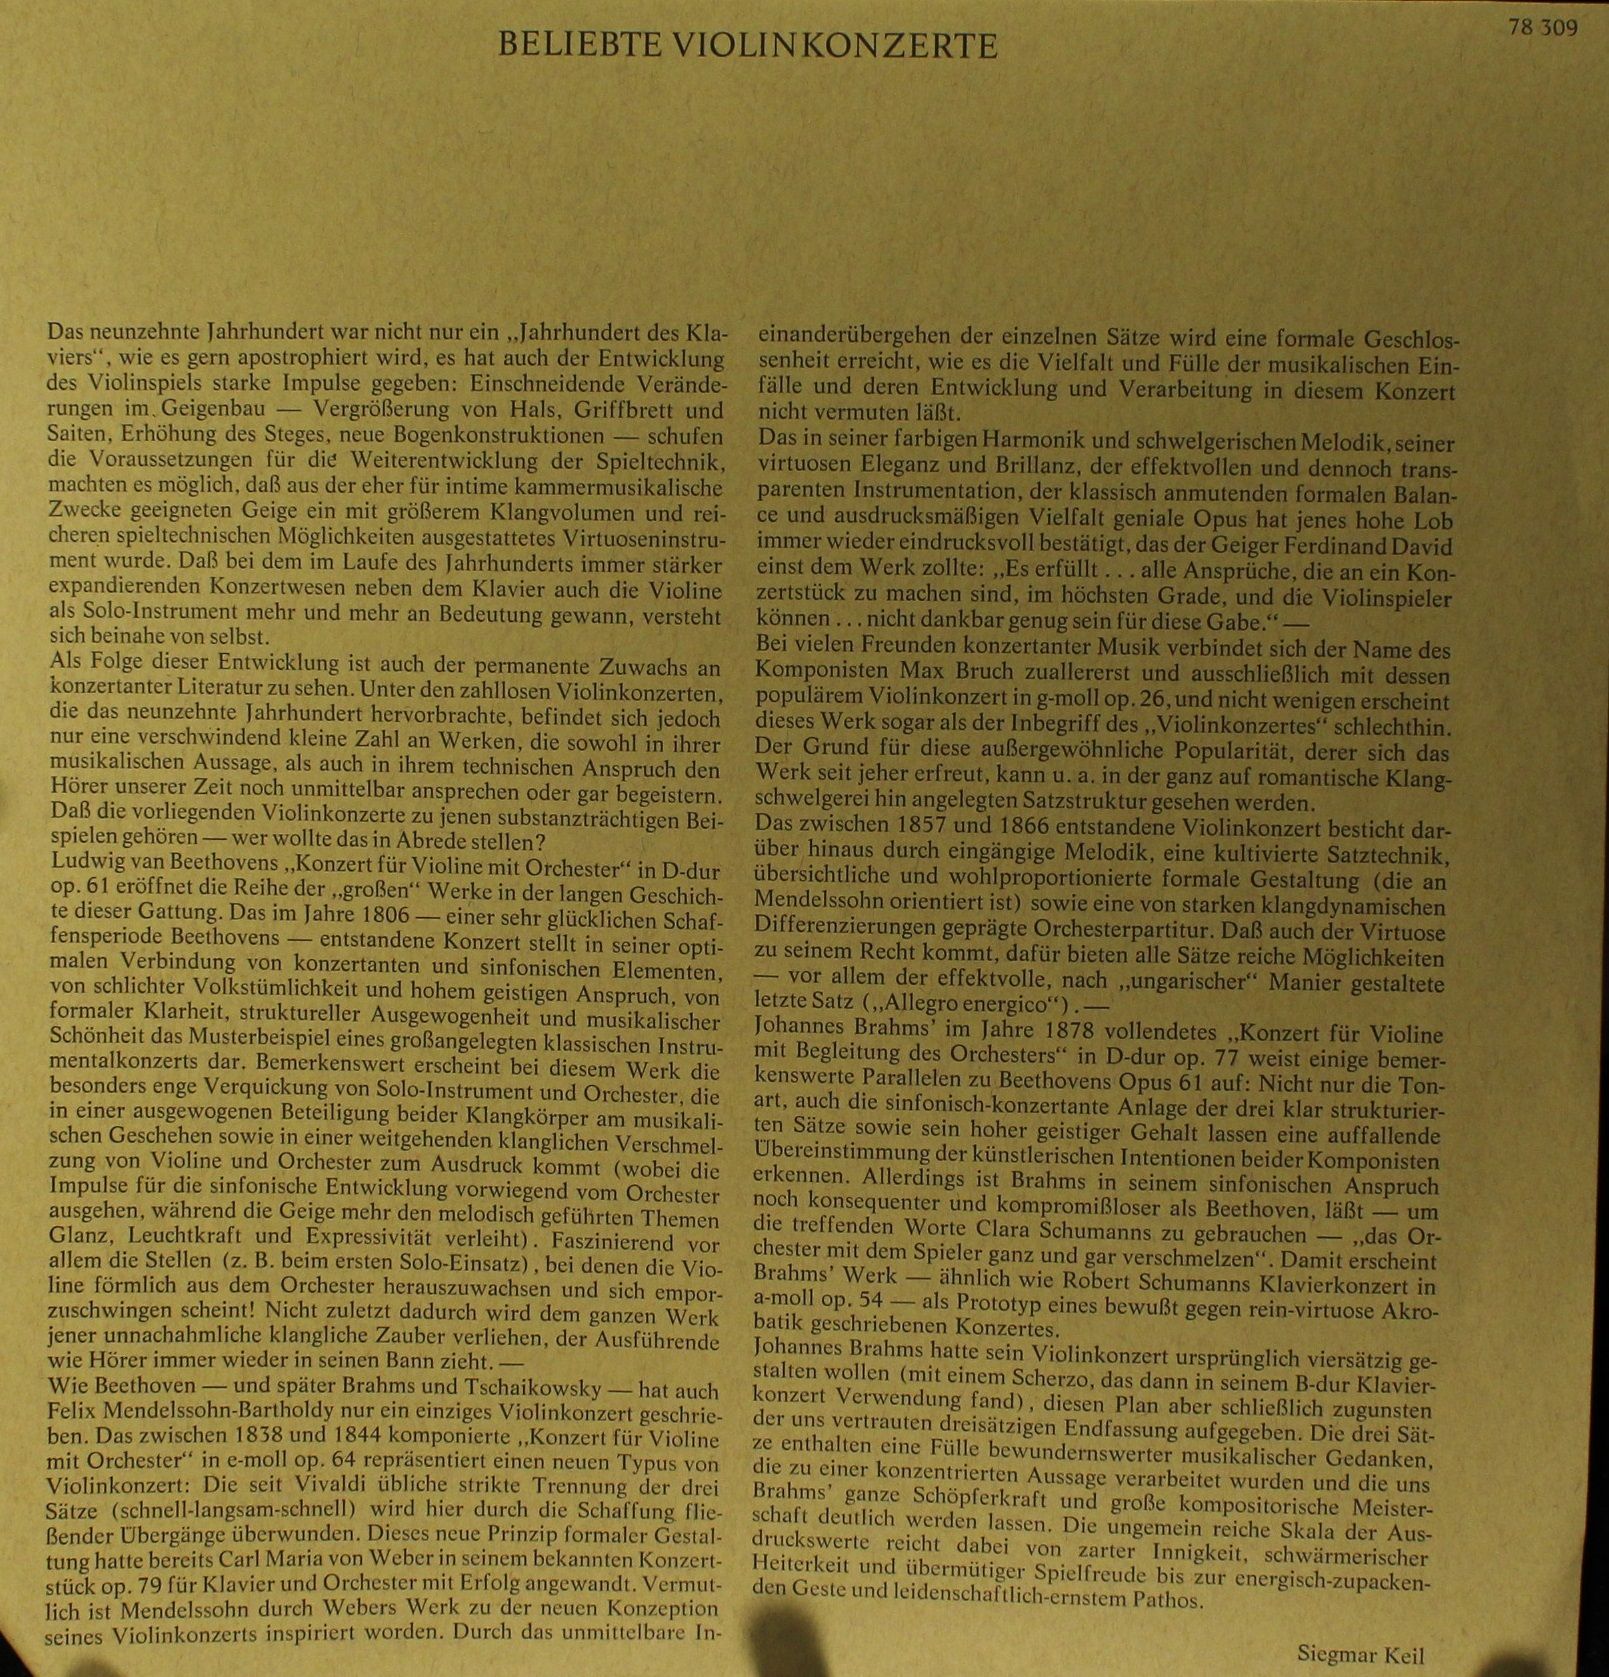 78 309
BELIEBTE VIOLINKONZERTE
Das neunzehnte Jahrhundert war nicht nur ein „Jahrhundert des Kla-
viers“, wie es gern apostrophiert wird, es hat auch der Entwicklung
des Violinspiels starke Impulse gegeben: Einschneidende Verände-
rungen im Geigenbau — Vergrößerung von Hals, Griffbrett und
Saiten, Erhöhung des Steges, neue Bogenkonstruktionen — schufen
die Voraussetzungen für die Weiterentwicklung der Spieltechnik,
machten es möglich, daß aus der eher für intime kammermusikalische
Zwecke geeigneten Geige ein mit größerem Klangvolumen und rei-
cheren spieltechnischen Möglichkeiten ausgestattetes Virtuoseninstru-
ment wurde. Daß bei dem im Laufe des Jahrhunderts immer stärker
expandierenden Konzertwesen neben dem Klavier auch die Violine
als Solo-Instrument mehr und mehr an Bedeutung gewann, versteht
sich beinahe von selbst.
Als Folge dieser Entwicklung ist auch der permanente Zuwachs an
konzertanter Literatur zu sehen. Unter den zahllosen Violinkonzerten,
die das neunzehnte Jahrhundert hervorbrachte, befindet sich jedoch
nur eine verschwindend kleine Zahl an Werken, die sowohl in ihrer
musikalischen Aussage, als auch in ihrem technischen Anspruch den
Hörer unserer Zeit noch unmittelbar ansprechen oder gar begeistern.
Daß die vorliegenden Violinkonzerte zu jenen substanzträchtigen Bei-
spielen gehören — wer wollte das in Abrede stellen?
Ludwig van Beethovens „Konzert für Violine mit Orchester“ in D-dur
op. 61 eröffnet die Reihe der „großen“ Werke in der langen Geschich-
te dieser Gattung. Das im Jahre 1806 — einer sehr glücklichen Schaf-
fensperiode Beethovens — entstandene Konzert stellt in seiner opti-
malen Verbindung von konzertanten und sinfonischen Elementen,
von schlichter Volkstümlichkeit und hohem geistigen Anspruch, von
formaler Klarheit, struktureller Ausgewogenheit und musikalischer
Schönheit das Musterbeispiel eines großangelegten klassischen Instru-
mentalkonzerts dar. Bemerkenswert erscheint bei diesem Werk die
besonders enge Verquickung von Solo-Instrument und Orchester, die
in einer ausgewogenen Beteiligung beider Klangkörper am musikali-
schen Geschehen sowie in einer weitgehenden klanglichen Verschmel-
zung von Violine und Orchester zum Ausdruck kommt (wobei die
Impulse für die sinfonische Entwicklung vorwiegend vom Orchester
ausgehen, während die Geige mehr den melodisch geführten Themen
Glanz, Leuchtkraft und Expressivität verleiht). Faszinierend vor
allem die Stellen (z. B. beim ersten Solo-Einsatz), bei denen die Vio-
line förmlich aus dem Orchester herauszuwachsen und sich empor-
zuschwingen scheint! Nicht zuletzt dadurch wird dem ganzen Werk
jener unnachahmliche klangliche Zauber verliehen, der Ausführende
wie Hörer immer wieder in seinen Bann zieht. —
Wie Beethoven — und später Brahms und Tschaikowsky — hat auch
Felix Mendelssohn-Bartholdy nur ein einziges Violinkonzert geschrie-
ben. Das zwischen 1838 und 1844 komponierte „Konzert für Violine
mit Orchester“ in e-moll op. 64 repräsentiert einen neuen Typus von
Violinkonzert: Die seit Vivaldi übliche strikte Trennung der drei
Sätze (schnell-langsam-schnell) wird hier durch die Schaffung flie-
ßender Übergänge überwunden. Dieses neue Prinzip formaler Gestal-
tung hatte bereits Carl Maria von Weber in seinem bekannten Konzert-
stück op. 79 für Klavier und Orchester mit Erfolg angewandt. Vermut-
lich ist Mendelssohn durch Webers Werk zu der neuen Konzeption
seines Violinkonzerts inspiriert worden. Durch das unmittelbare In-
einanderübergehen der einzelnen Sätze wird eine formale Geschlos-
senheit erreicht, wie es die Vielfalt und Fülle der musikalischen Ein-
fälle und deren Entwicklung und Verarbeitung in diesem Konzert
nicht vermuten läßt.
Das in seiner farbigen Harmonik und schwelgerischen Melodik, seiner
virtuosen Eleganz und Brillanz, der effektvollen und dennoch trans-
parenten Instrumentation, der klassisch anmutenden formalen Balan-
ce und ausdrucksmäßigen Vielfalt geniale Opus hat jenes hohe Lob
immer wieder eindrucksvoll bestätigt, das der Geiger Ferdinand David
einst dem Werk zollte: „Es erfüllt . . . alle Ansprüche, die an ein Kon-
zertstück zu machen sind, im höchsten Grade, und die Violinspieler
können . . . nicht dankbar genug sein für diese Gabe.“ —
Bei vielen Freunden konzertanter Musik verbindet sich der Name des
Komponisten Max Bruch zuallererst und ausschließlich mit dessen
populärem Violinkonzert in g-moll op. 26, und nicht wenigen erscheint
dieses Werk sogar als der Inbegriff des „Violinkonzertes“ schlechthin.
Der Grund für diese außergewöhnliche Popularität, derer sich das
Werk seit jeher erfreut, kann u. a. in der ganz auf romantische Klang-
schwelgerei hin angelegten Satzstruktur gesehen werden.
Das zwischen 1857 und 1866 entstandene Violinkonzert besticht dar-
über hinaus durch eingängige Melodik, eine kultivierte Satztechnik,
übersichtliche und wohlproportionierte formale Gestaltung (die an
Mendelssohn orientiert ist) sowie eine von starken klangdynamischen
Differenzierungen geprägte Orchesterpartitur. Daß auch der Virtuose
zu seinem Recht kommt, dafür bieten alle Sätze reiche Möglichkeiten
— vor allem der effektvolle, nach „ungarischer“ Manier gestaltete
letzte Satz („Allegro energico“). —
Johannes Brahms’ im Jahre 1878 vollendetes „Konzert für Violine
mit Begleitung des Orchesters“ in D-dur op. 77 weist einige bemer-
kenswerte Parallelen zu Beethovens Opus 61 auf: Nicht nur die Ton-
art, auch die sinfonisch-konzertante Anlage der drei klar strukturier-
ten Sätze sowie sein hoher geistiger Gehalt lassen eine auffallende
Übereinstimmung der künstlerischen Intentionen beider Komponisten
erkennen. Allerdings ist Brahms in seinem sinfonischen Anspruch
noch konsequenter und kompromißloser als Beethoven, läßt — um
die treffenden Worte Clara Schumanns zu gebrauchen — „das Or-
chester mit dem Spieler ganz und gar verschmelzen“. Damit erscheint
Brahms’ Werk — ähnlich wie Robert Schumanns Klavierkonzert in
a-moll op. 54 — als Prototyp eines bewußt gegen rein-virtuose Akro-
batik geschriebenen Konzertes.
Johannes Brahms hatte sein Violinkonzert ursprünglich viersätzig ge-
stalten wollen (mit einem Scherzo, das dann in seinem B-dur Klavier-
konzert Verwendung fand), diesen Plan aber schließlich zugunsten
der uns vertrauten dreisätzigen Endfassung aufgegeben. Die drei Sät-
ze enthalten eine Fülle bewundernswerter musikalischer Gedanken,
die zu einer konzentrierten Aussage verarbeitet wurden und die uns
Brahms’ ganze Schöpferkraft und große kompositorische Meister-
schaft deutlich werden lassen. Die ungemein reiche Skala der Aus-
druckswerte reicht dabei von zarter Innigkeit, schwärmerischer
Heiterkeit und übermütiger Spielfreude bis zur energisch-zupacken-
den Geste und leidenschaftlich-ernstem Pathos.
Siegmar Keil